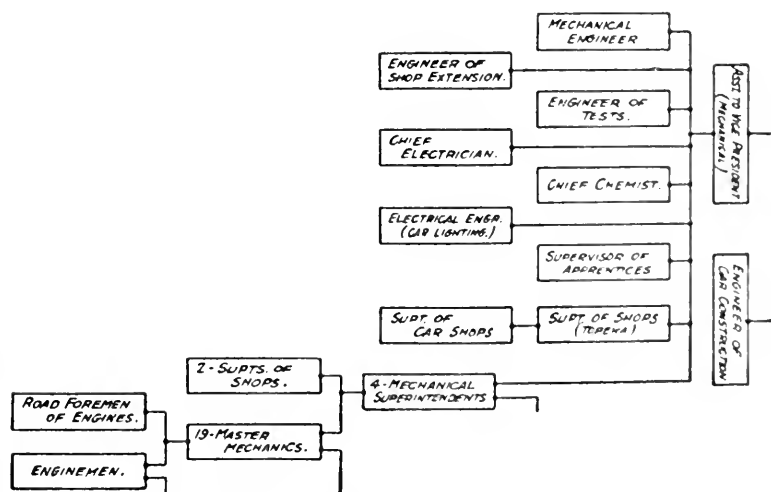 MECHANICAL
ENGINEER
ENGINEER OF
SHOP EXTENSION.
ENGINEER OF
TESTS.
CHIEF
ELECTRICIAN.
CHIEF CHEMIST.
ELECTRICAL ENGR.
(CAR LIGHTING.)
SUPERVISOR OF
APPRENTICES
SUPT. OF
CAR SHOPS
SUPT. OF SHOPS
(TOPEKA)
ASST. TO VICE PRESIDENT
(MECHANICAL)
ENGINEER OF
CAR CONSTRUCTION
2-SUPTS. OF
SHOPS.
4-MECHANICAL
SUPERINTENDENTS
ROAD FOREMEN
OF ENGINES.
19-MASTER
MECHANICS.
ENGINEMEN.